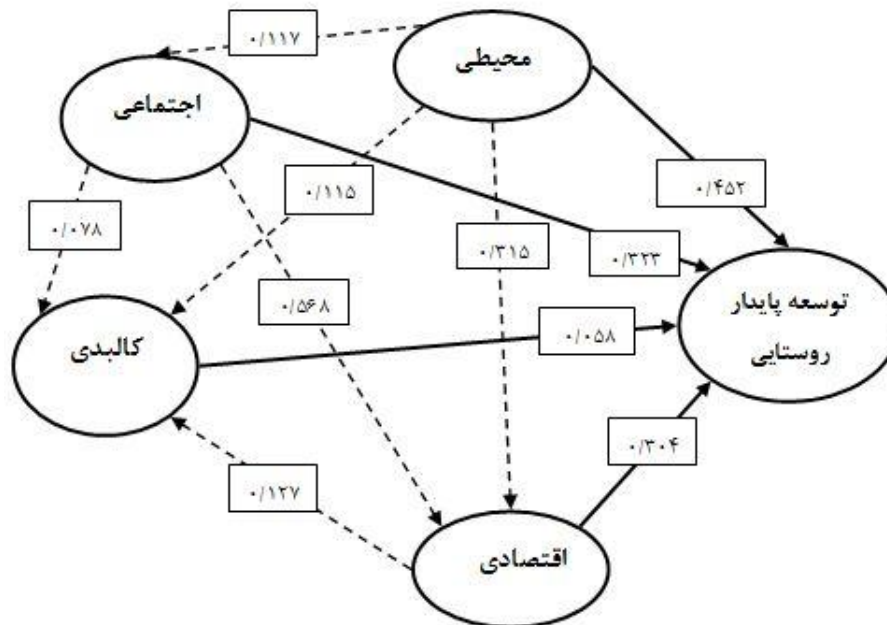 ۰/۱۱۷
محیطی
اجتماعی
۰/۱۱۵
۰/۴۵۲
۰/۰۷۸
۰/۳۱۵
۰/۳۲۳
۰/۵۶۸
توسعه پایدار
روستایی
کالبدی
۰/۰۵۸
۰/۳۰۴
۰/۱۲۷
اقتصادی